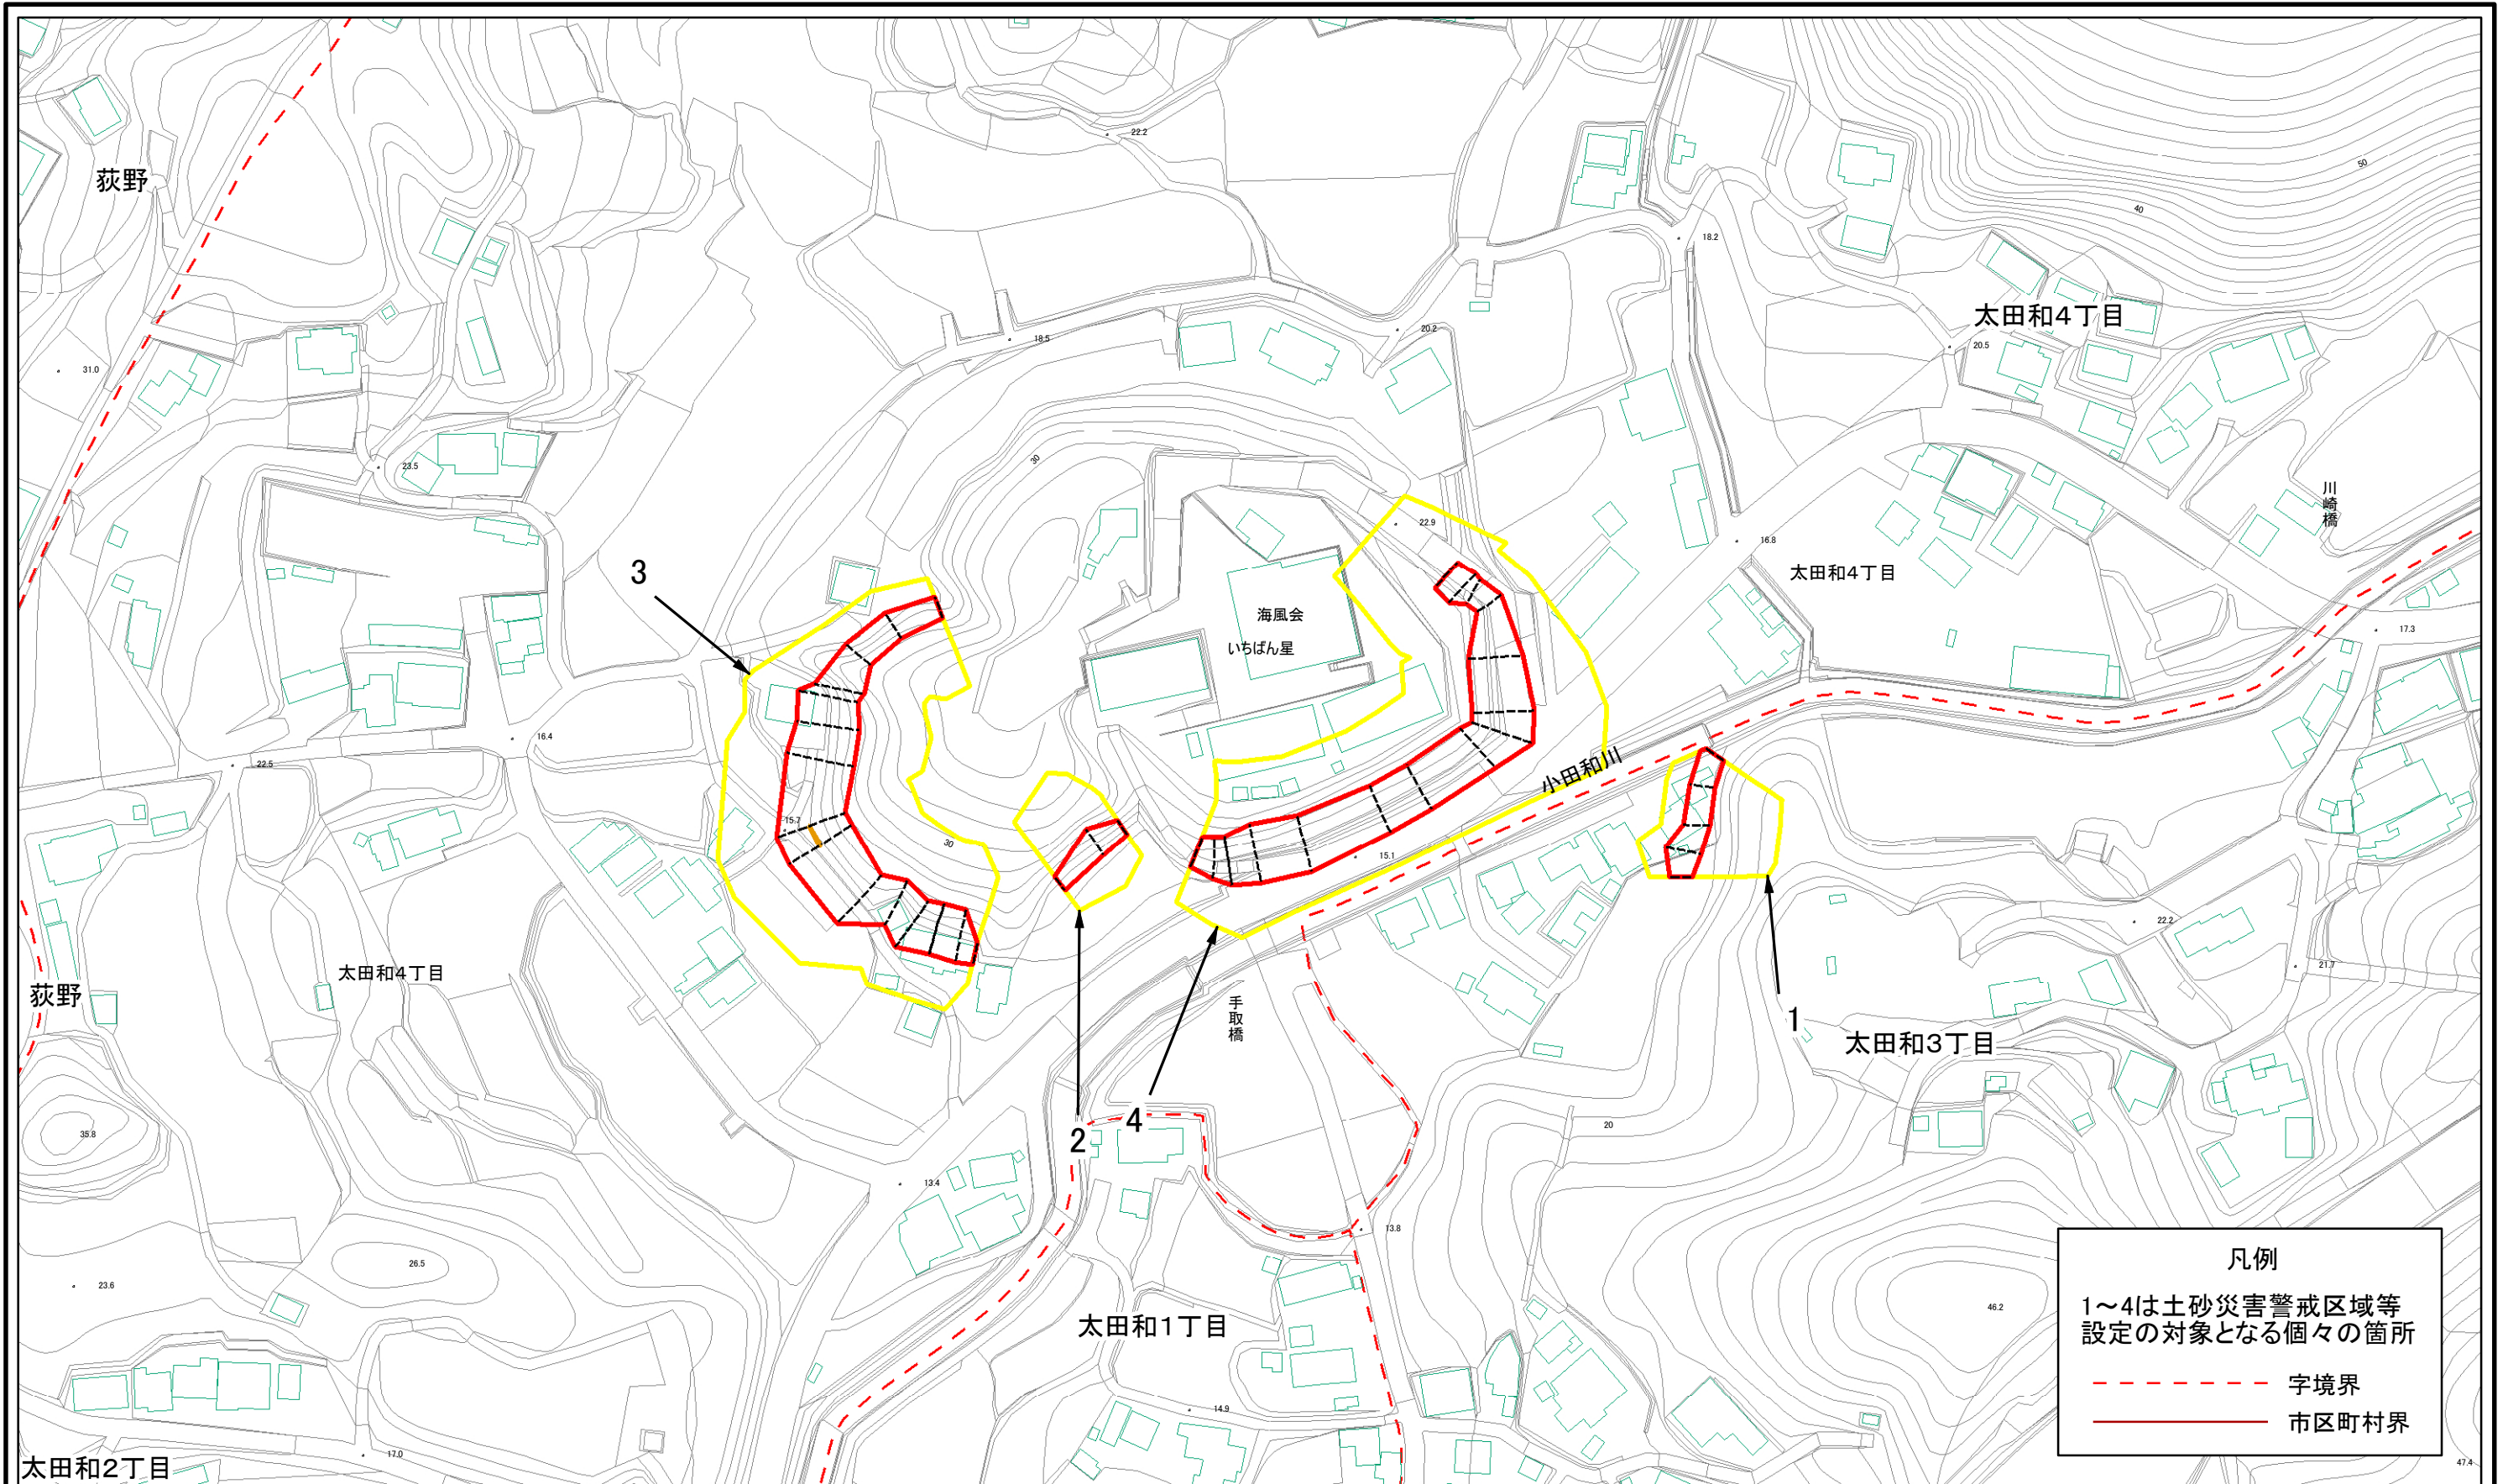 22.2
荻野
50
40
18.2
太田和4丁目
20.2
18.5
20.5
31.0
30
23.5
川崎橋
22.9
16.8
太田和4丁目
3
海風会
いちばん星
17.3
16.4
22.5
小田和川
15.7
30
15.1
22.2
太田和4丁目
21.7
荻野
手取橋
1
太田和3丁目
4
20
2
35.8
13.4
13.8
26.5
23.6
46.2
太田和1丁目
14.9
17.0
太田和2丁目
47.4
凡例
1～4は土砂災害警戒区域等
設定の対象となる個々の箇所
字境界
市区町村界